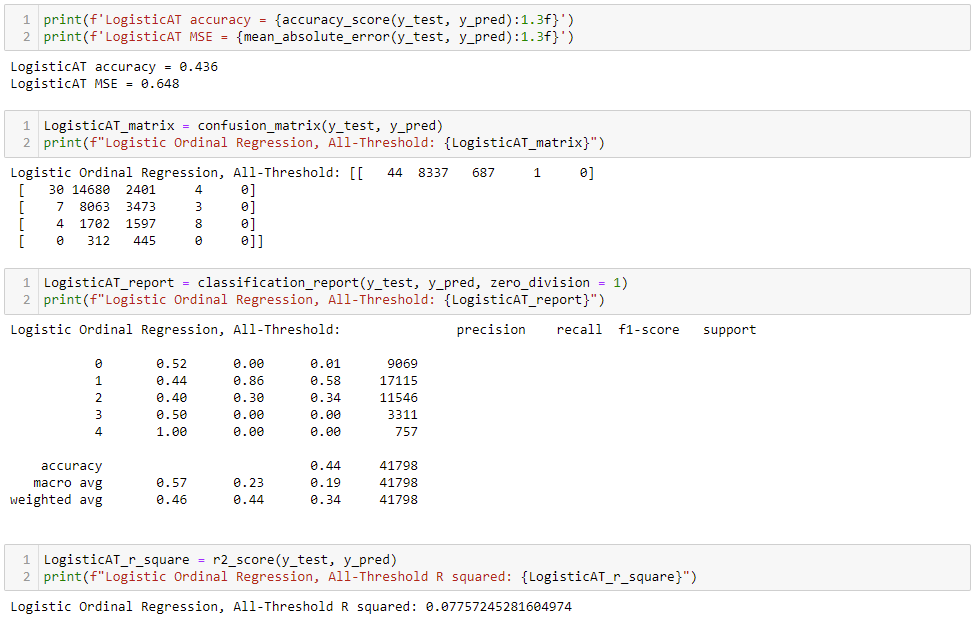 1 print(f'LogisticAT accuracy = {accuracy_score(y_test, y_pred):1.3f}')
2 print(f'LogisticAT MSE = {mean_absolute_error(y_test, y_pred):1.3f}')
LogisticAT accuracy = 0.436
LogisticAT MSE = 0.648
1 LogisticAT_matrix = confusion_matrix(y_test, y_pred)
2 print(f"Logistic Ordinal Regression, All-Threshold: {LogisticAT_matrix}")
Logistic Ordinal Regression, All-Threshold: [[   44  8337   687     1     0]
 [   30 14680  2401     4     0]
 [    7  8063  3473     3     0]
 [    4  1702  1597     8     0]
 [    0   312   445     0     0]]
1 LogisticAT_report = classification_report(y_test, y_pred, zero_division = 1)
2 print(f"Logistic Ordinal Regression, All-Threshold: {LogisticAT_report}")
Logistic Ordinal Regression, All-Threshold:               precision    recall  f1-score   support
           0       0.52      0.00      0.01      9069
           1       0.44      0.86      0.58     17115
           2       0.40      0.30      0.34     11546
           3       0.50      0.00      0.00      3311
           4       1.00      0.00      0.00       757
    accuracy                           0.44     41798
   macro avg       0.57      0.23      0.19     41798
weighted avg       0.46      0.44      0.34     41798
1 LogisticAT_r_square = r2_score(y_test, y_pred)
2 print(f"Logistic Ordinal Regression, All-Threshold R squared: {LogisticAT_r_square}")
Logistic Ordinal Regression, All-Threshold R squared: 0.07757245281604974